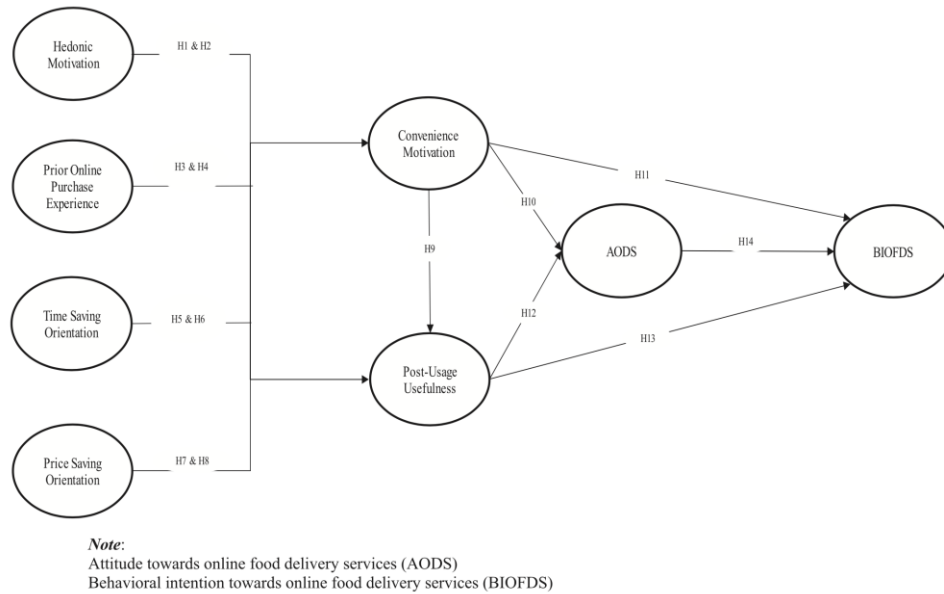 Hedonic
Motivation
H1 & H2
Prior Online
Purchase
Experience
H3 & H4
Time Saving
Orientation
H5 & H6
Price Saving
Orientation
H7 & H8
Convenience
Motivation
H9
Post-Usage
Usefulness
H10
H11
H12
H13
AODS
H14
BIOFDS
Note:
Attitude towards online food delivery services (AODS)
Behavioral intention towards online food delivery services (BIOFDS)